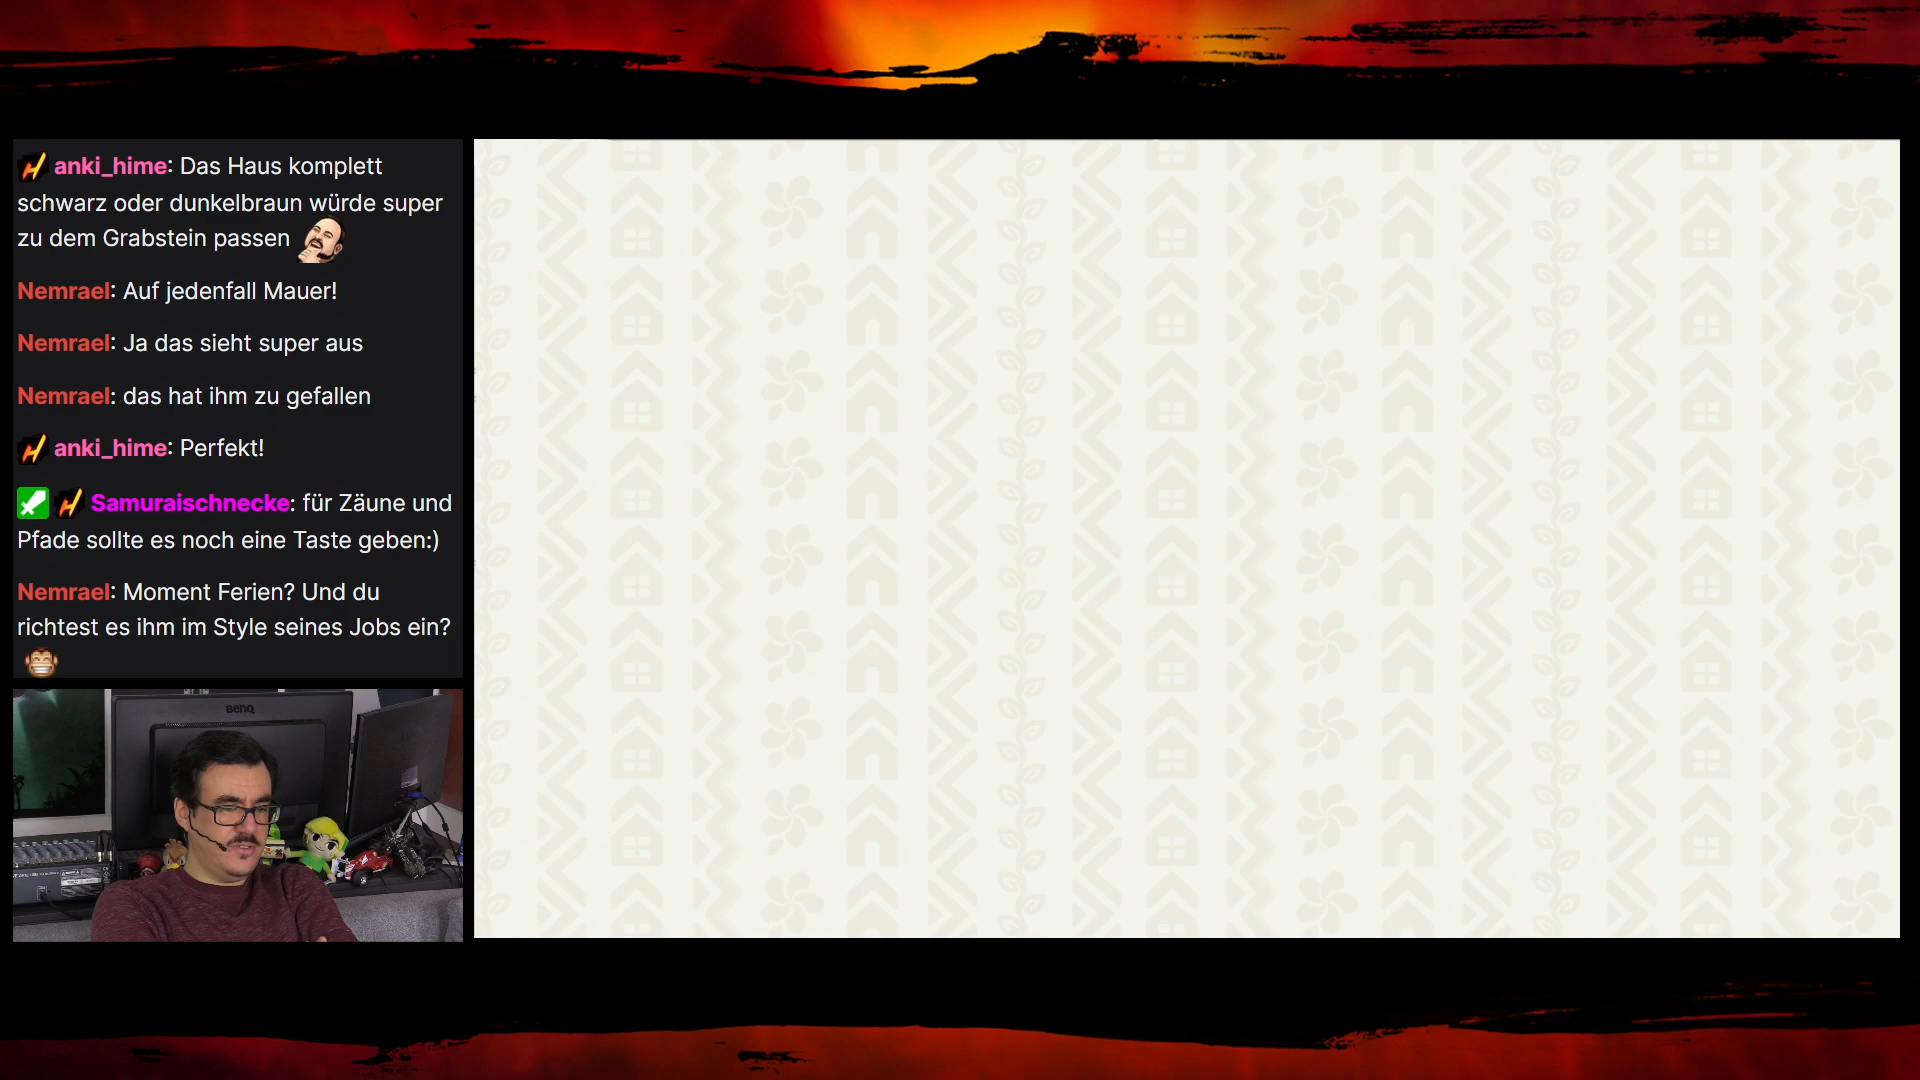 anki_hime: Das Haus komplett
schwarz oder dunkelbraun würde super
zu dem Grabstein passen
Nemrael: Auf jedenfall Mauer!
Nemrael: Ja das sieht super aus
Nemrael: das hat ihm zu gefallen
anki_hime: Perfekt!
Samuraischnecke: für Zäune und
Pfade sollte es noch eine Taste geben:)
Nemrael: Moment Ferien? Und du
richtest es ihm im Style seines Jobs ein?
BenQ